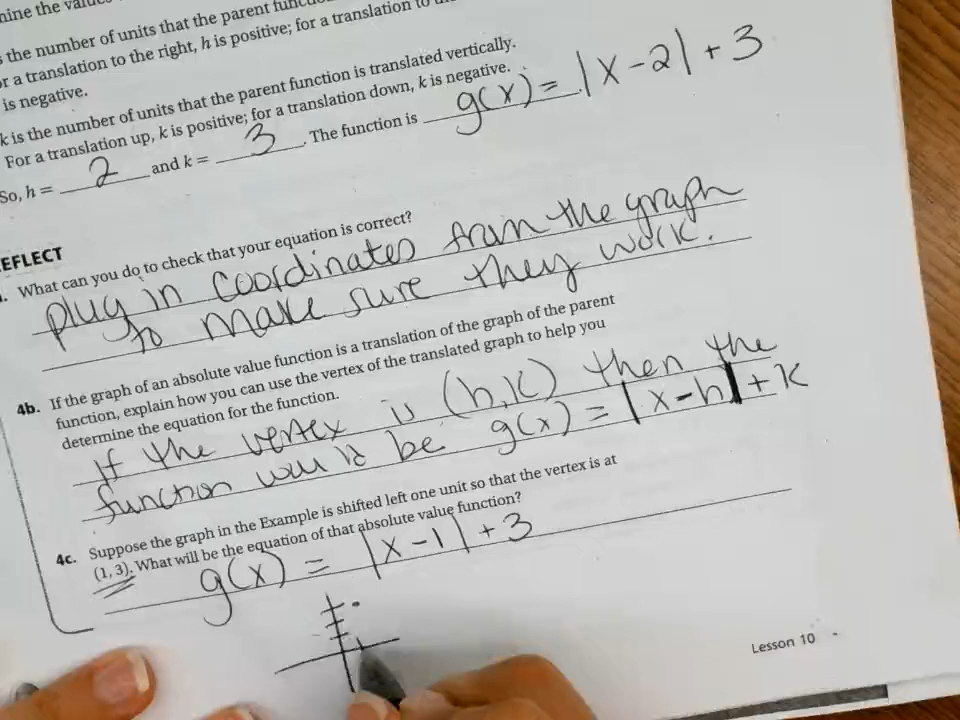 the number of units that the parent
a translation to the right, h is positive; for a translation to
is negative.
k is the number of units that the parent function is translated vertically.
For a translation up, k is positive; for a translation down, k is negative.
So, h = 2 and k = 3. The function is g(x) = |x-2| + 3
EFLECT
What can you do to check that your equation is correct?
plug in coordinates from the graph
to make sure they work.
4b. If the graph of an absolute value function is a translation of the graph of the parent
function, explain how you can use the vertex of the translated graph to help you
determine the equation for the function.
If the vertex is (h,k) then the
function would be g(x) = |x-h| + k
4c. Suppose the graph in the Example is shifted left one unit so that the vertex is at
(1, 3). What will be the equation of that absolute value function?
g(x) = |x-1| + 3
Lesson 10